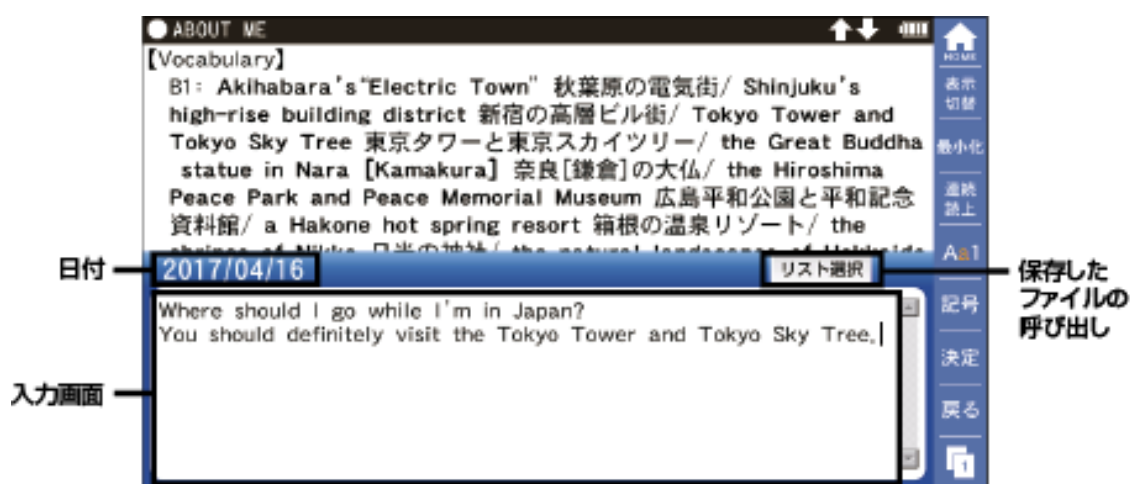 ABOUT ME
【Vocabulary】
B1: Akihabara's“Electric Town” 秋葉原の電気街/ Shinjuku's
high-rise building district 新宿の高層ビル街/ Tokyo Tower and
Tokyo Sky Tree 東京タワーと東京スカイツリー/ the Great Buddha
statue in Nara [Kamakura] 奈良[鎌倉]の大仏/ the Hiroshima
Peace Park and Peace Memorial Museum 広島平和公園と平和記念
資料館/ a Hakone hot spring resort 箱根の温泉リゾート/ the
日付
2017/04/16
リスト選択
保存した
ファイルの
呼び出し
入力画面
Where should I go while I'm in Japan?
You should definitely visit the Tokyo Tower and Tokyo Sky Tree.
HOME
表示
切替
最小化
連続
読上
Aa1
記号
決定
戻る
1